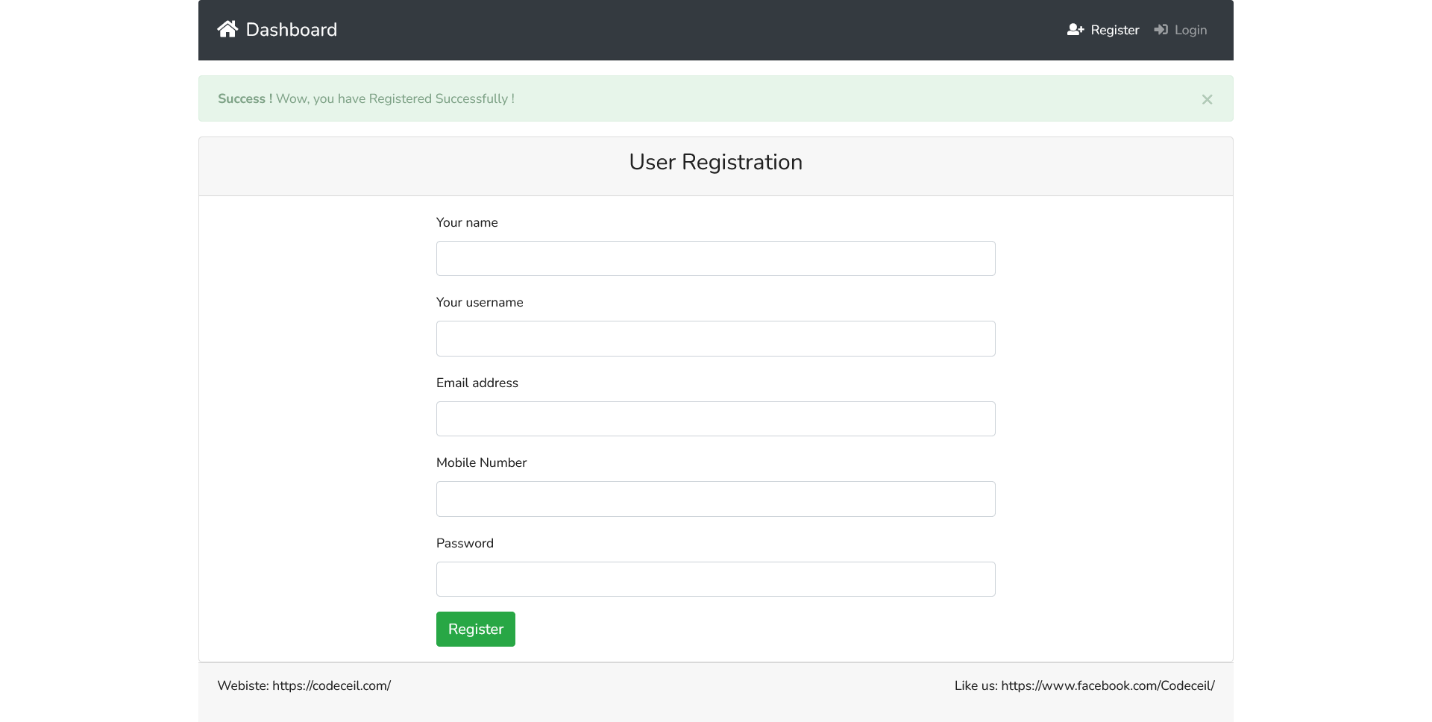 Dashboard
Register
Login
Success ! Wow, you have Registered Successfully !
×
User Registration
Your name
Your username
Email address
Mobile Number
Password
Register
Webiste: https://codeceil.com/
Like us: https://www.facebook.com/Codeceil/